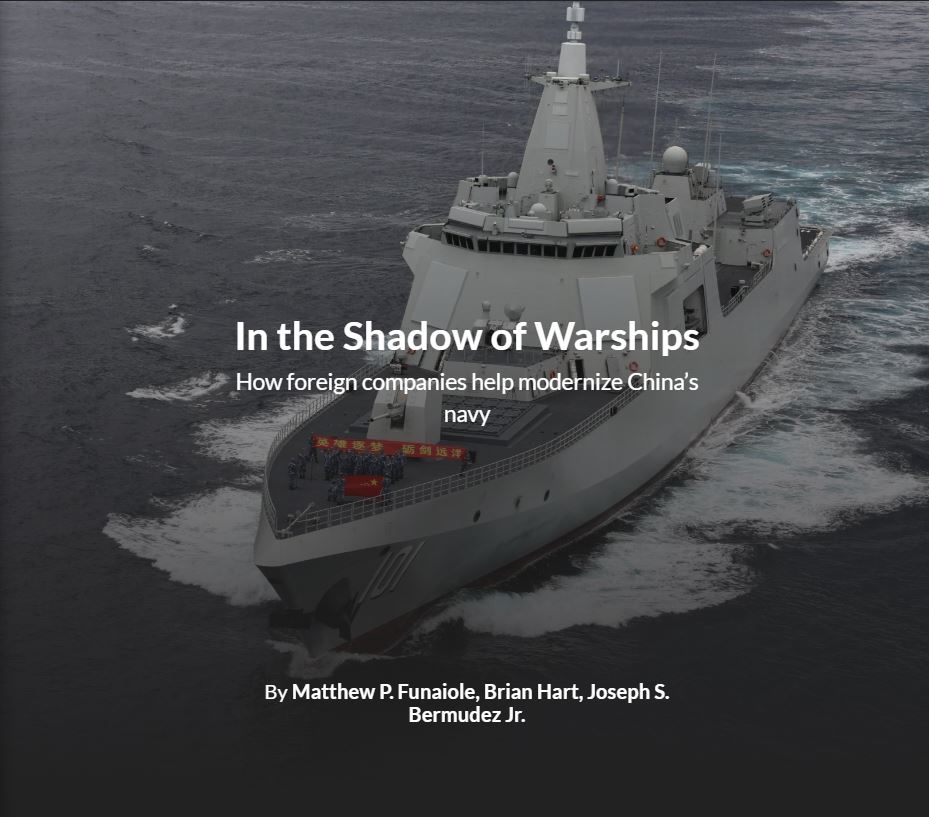 In the Shadow of Warships
How foreign companies help modernize China's
navy
英雄逐梦 砺剑远洋
101
By Matthew P. Funaiole, Brian Hart, Joseph S.
Bermudez Jr.